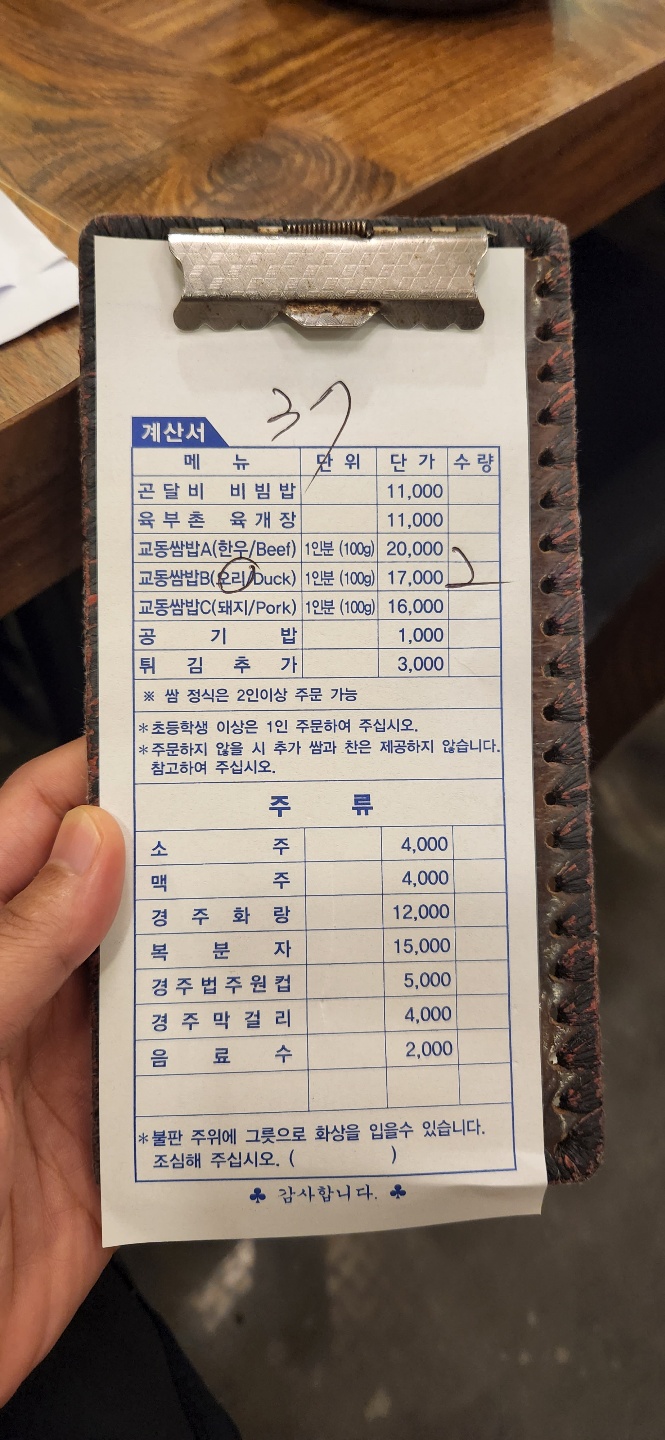 37
계산서
메 뉴 단 위 단 가 수 량
곤달비 비빔밥 11,000
육부촌 육개장 11,000
교동쌈밥A(한우/Beef) 1인분 (100g) 20,000
교동쌈밥B(오리/Duck) 1인분 (100g) 17,000 2
교동쌈밥C(돼지/Pork) 1인분 (100g) 16,000
공 기 밥 1,000
튀 김 추 가 3,000
※ 쌈 정식은 2인이상 주문 가능
*초등학생 이상은 1인 주문하여 주십시오.
*주문하지 않을 시 추가 쌈과 찬은 제공하지 않습니다.
참고하여 주십시오.
주 류
소 주 4,000
맥 주 4,000
경 주 화 랑 12,000
복 분 자 15,000
경주법주원컵 5,000
경 주 막 걸 리 4,000
음 료 수 2,000
*불판 주위에 그릇으로 화상을 입을수 있습니다.
조심해 주십시오. ( )
♣ 감사합니다. ♣